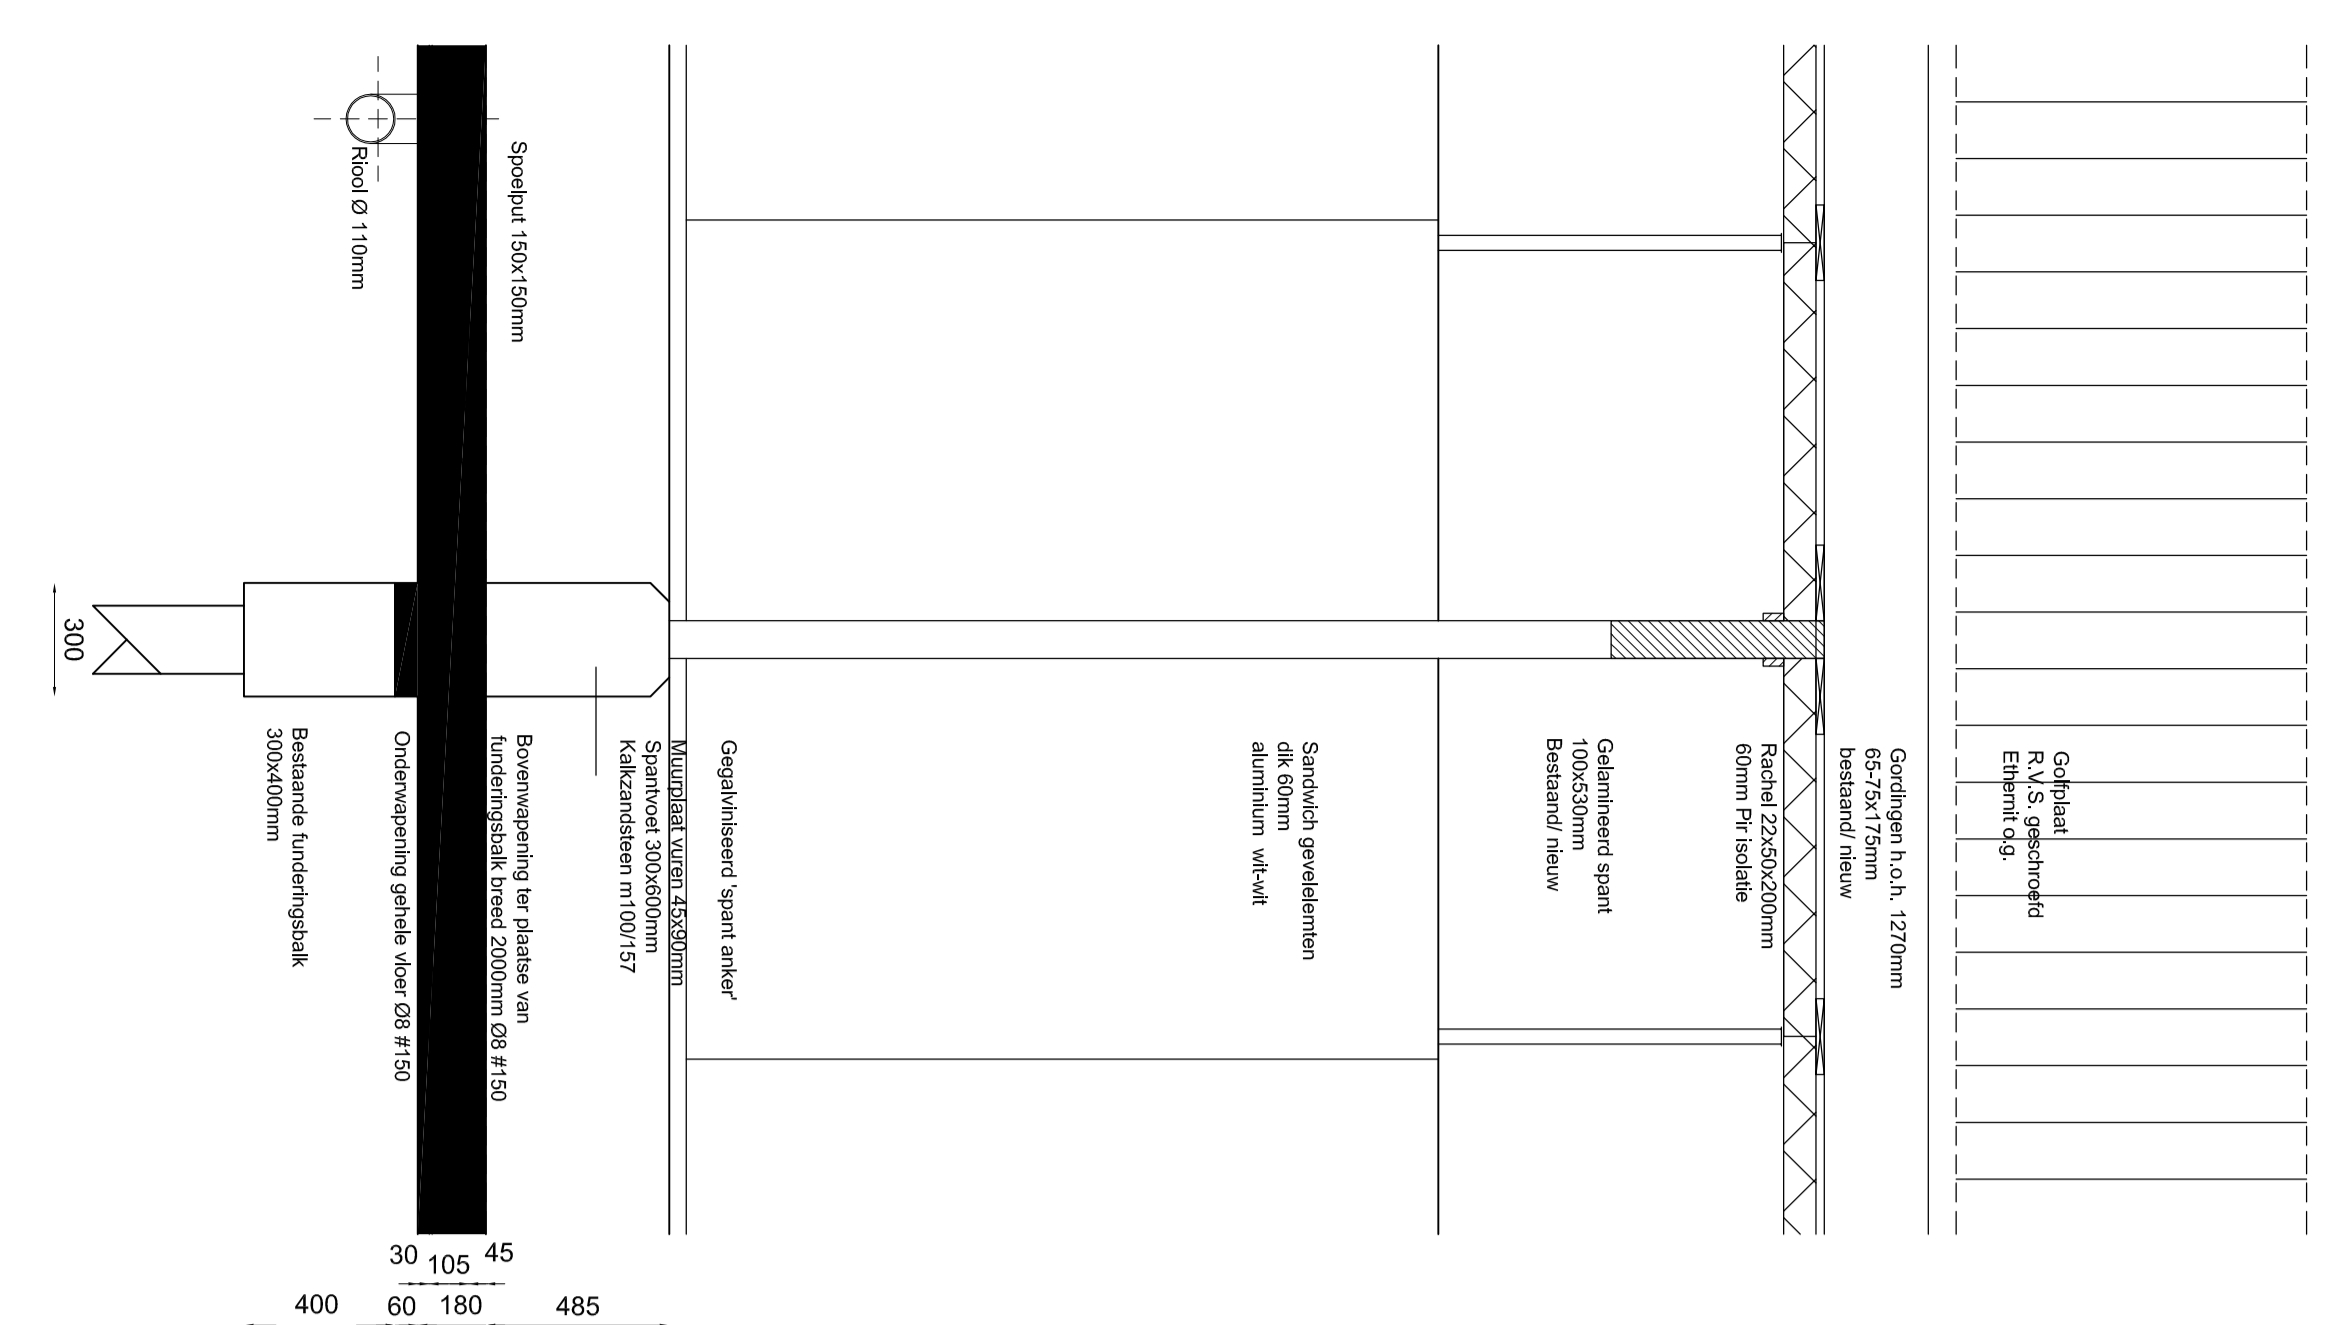 Golfplaat
R.V.S. geschroefd
Ethernit o.g.
Gordingen h.o.h. 1270mm
65-75x175mm
bestaand/ nieuw
Rachel 22x50x200mm
60mm Pir isolatie
Gelamineerd spant
100x530mm
Bestaand/ nieuw
Sandwich gevelelemten
dik 60mm
aluminium wit-wit
Gegalviniseerd 'spant anker'
Muurplaat vuren 45x90mm
Spantvoet 300x600mm
Kalkzandsteen m100/157
Spoelput 150x150mm
Bovenwapening ter plaatse van
funderingsbalk breed 2000mm Ø8 #150
Onderwapening gehele vloer Ø8 #150
Riool Ø 110mm
Bestaande funderingsbalk
300x400mm
300
30
105
45
400
60
180
485